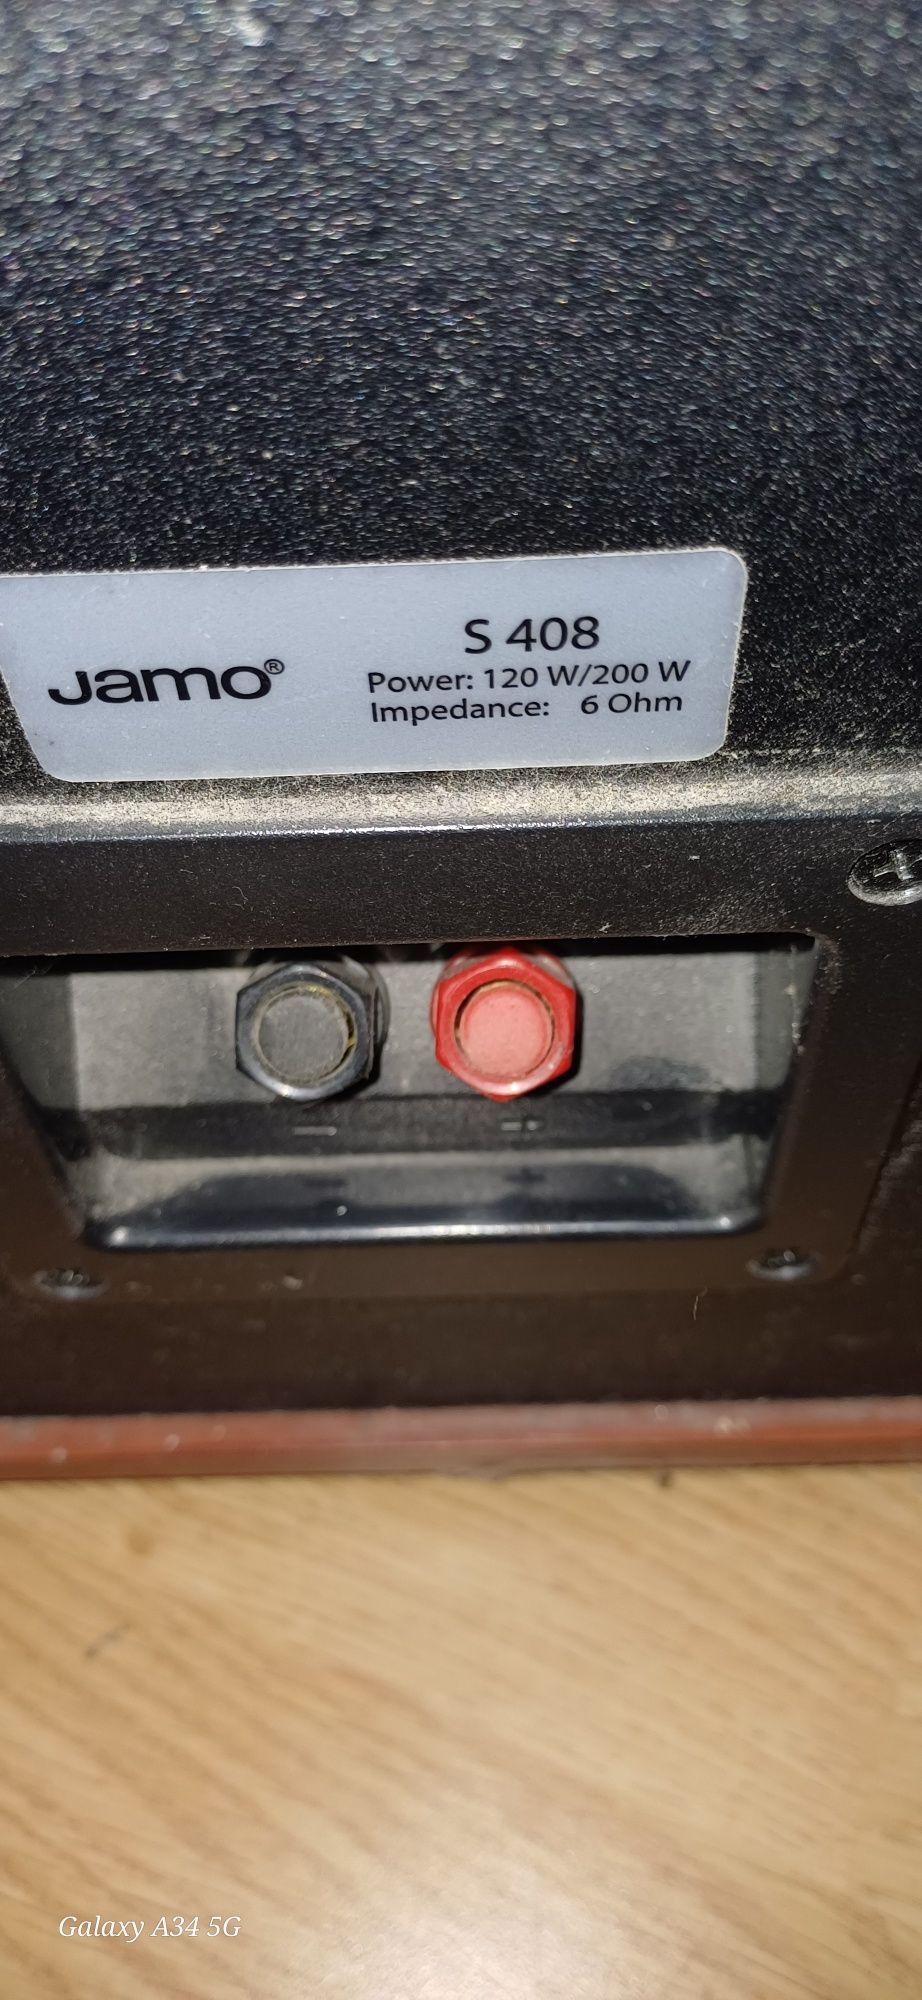 Jamo®
S 408
Power: 120 W/200 W
Impedance: 6 Ohm
− +
Galaxy A34 5G